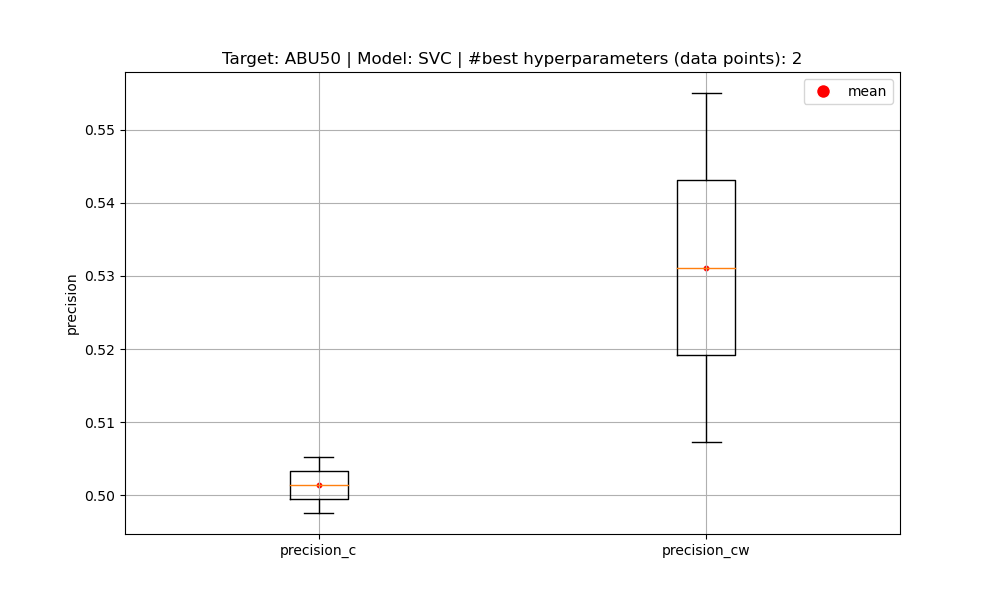 Target: ABU50 | Model: SVC | #best hyperparameters (data points): 2
mean
0.55
0.54
0.53
0.52
0.51
0.50
precision
precision_c
precision_cw